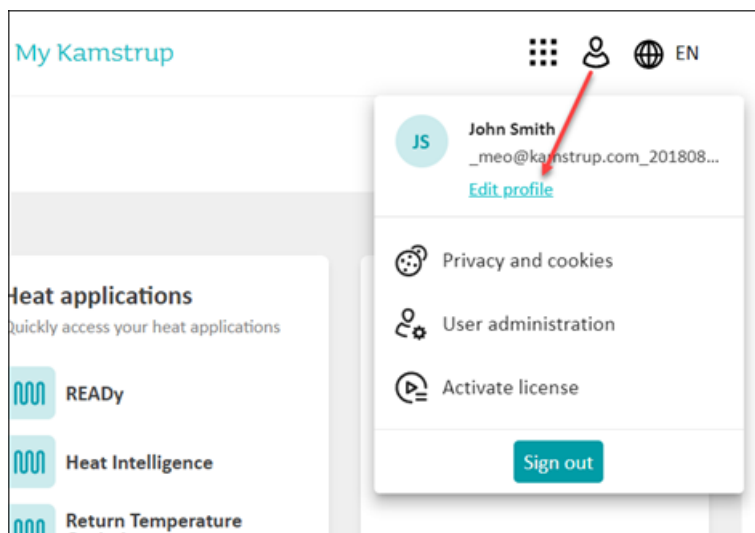 My Kamstrup
EN
JS
John Smith
_meo@kamstrup.com_201808...
Edit profile
Privacy and cookies
User administration
Activate license
Sign out
Heat applications
Quickly access your heat applications
READy
Heat Intelligence
Return Temperature